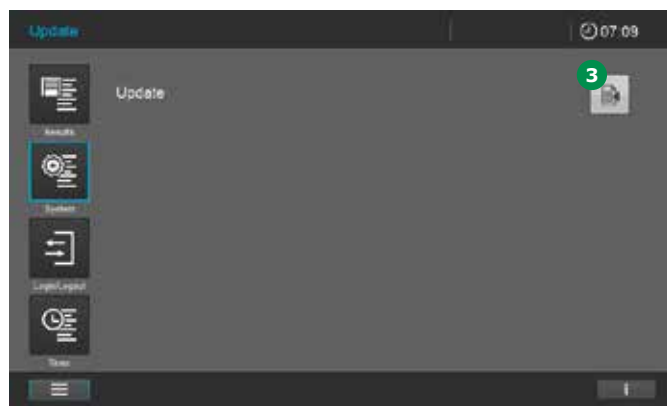 Update
07:09
3
Update
Results
System
Login/Logout
Timer
i